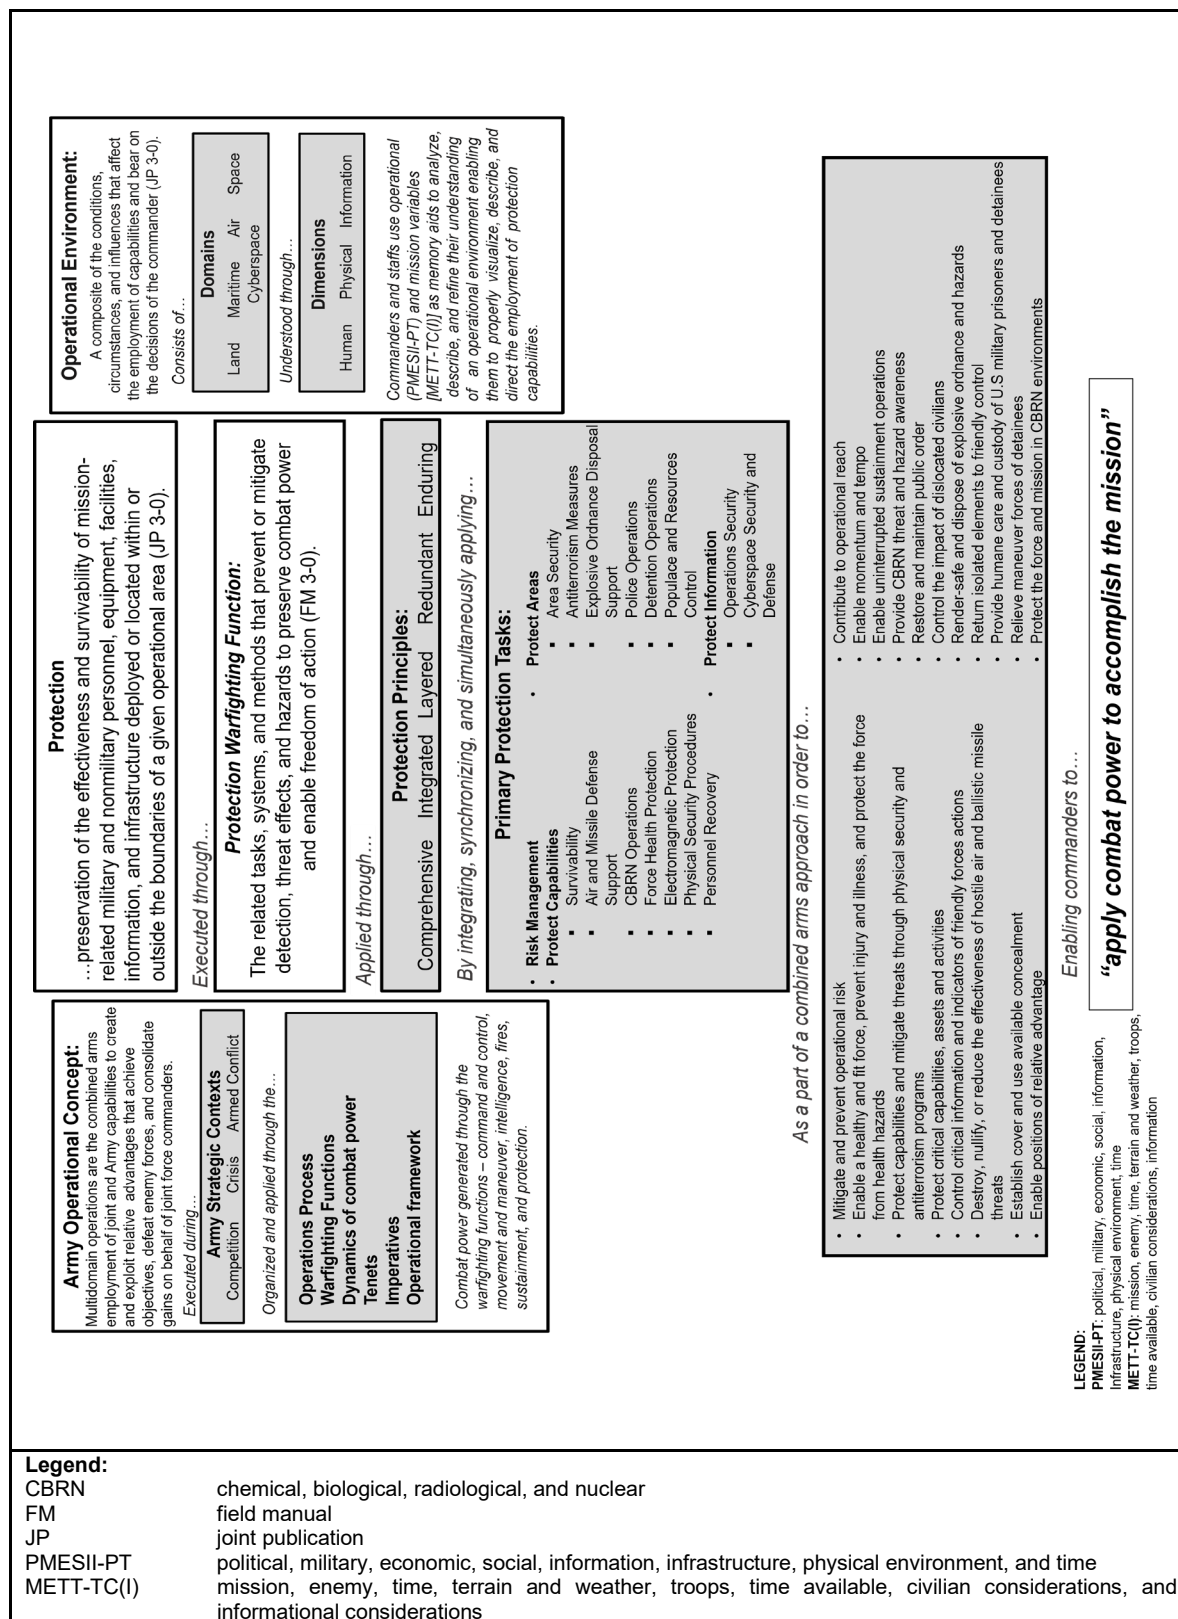 Army Operational Concept:
Multidomain operations are the combined arms
employment of joint and Army capabilities to create
and exploit relative advantages that achieve
objectives, defeat enemy forces, and consolidate
gains on behalf of joint force commanders.
Executed during…
Army Strategic Contexts
Competition Crisis Armed Conflict
Organized and applied through the…
Operations Process
Warfighting Functions
Dynamics of combat power
Tenets
Imperatives
Operational framework
Combat power generated through the
warfighting functions – command and control,
movement and maneuver, intelligence, fires,
sustainment, and protection.
Protection
…preservation of the effectiveness and survivability of mission-
related military and nonmilitary personnel, equipment, facilities,
information, and infrastructure deployed or located within or
outside the boundaries of a given operational area (JP 3-0).
Executed through…
Protection Warfighting Function:
The related tasks, systems, and methods that prevent or mitigate
detection, threat effects, and hazards to preserve combat power
and enable freedom of action (FM 3-0).
Applied through…
Protection Principles:
Comprehensive Integrated Layered Redundant Enduring
By integrating, synchronizing, and simultaneously applying…
Primary Protection Tasks:
• Risk Management
• Protect Capabilities
▪ Survivability
▪ Air and Missile Defense
Support
▪ CBRN Operations
▪ Force Health Protection
▪ Electromagnetic Protection
▪ Physical Security Procedures
▪ Personnel Recovery
• Protect Areas
▪ Area Security
▪ Antiterrorism Measures
▪ Explosive Ordnance Disposal
Support
▪ Police Operations
▪ Detention Operations
▪ Populace and Resources
Control
• Protect Information
▪ Operations Security
▪ Cyberspace Security and
Defense
Operational Environment:
A composite of the conditions,
circumstances, and influences that affect
the employment of capabilities and bear on
the decisions of the commander (JP 3-0).
Consists of…
Domains
Land Maritime Air Space
Cyberspace
Understood through…
Dimensions
Human Physical Information
Commanders and staffs use operational
(PMESII-PT) and mission variables
[METT-TC(I)] as memory aids to analyze,
describe, and refine their understanding
of an operational environment enabling
them to properly visualize, describe, and
direct the employment of protection
capabilities.
As a part of a combined arms approach in order to…
• Mitigate and prevent operational risk
• Enable a healthy and fit force, prevent injury and illness, and protect the force
from health hazards
• Protect capabilities and mitigate threats through physical security and
antiterrorism programs
• Protect critical capabilities, assets and activities
• Control critical information and indicators of friendly forces actions
• Destroy, nullify, or reduce the effectiveness of hostile air and ballistic missile
threats
• Establish cover and use available concealment
• Enable positions of relative advantage
• Contribute to operational reach
• Enable momentum and tempo
• Enable uninterrupted sustainment operations
• Provide CBRN threat and hazard awareness
• Restore and maintain public order
• Control the impact of dislocated civilians
• Render-safe and dispose of explosive ordnance and hazards
• Return isolated elements to friendly control
• Provide humane care and custody of U.S military prisoners and detainees
• Relieve maneuver forces of detainees
• Protect the force and mission in CBRN environments
Enabling commanders to…
“apply combat power to accomplish the mission”
LEGEND:
PMESII-PT: political, military, economic, social, information,
Infrastructure, physical environment, time
METT-TC(I): mission, enemy, time, terrain and weather, troops,
time available, civilian considerations, information
Legend:
CBRN chemical, biological, radiological, and nuclear
FM field manual
JP joint publication
PMESII-PT political, military, economic, social, information, infrastructure, physical environment, and time
METT-TC(I) mission, enemy, time, terrain and weather, troops, time available, civilian considerations, and
informational considerations